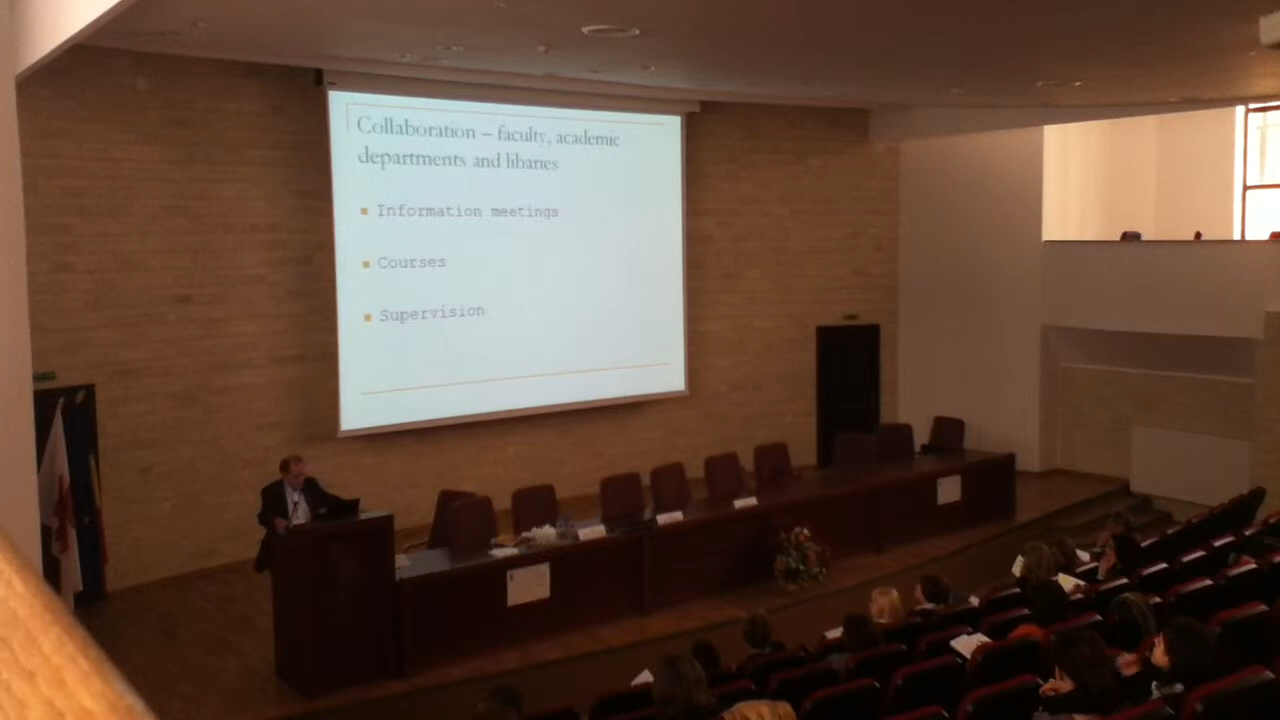 Collaboration – faculty, academic
departments and libaries
Information meetings
Courses
Supervision